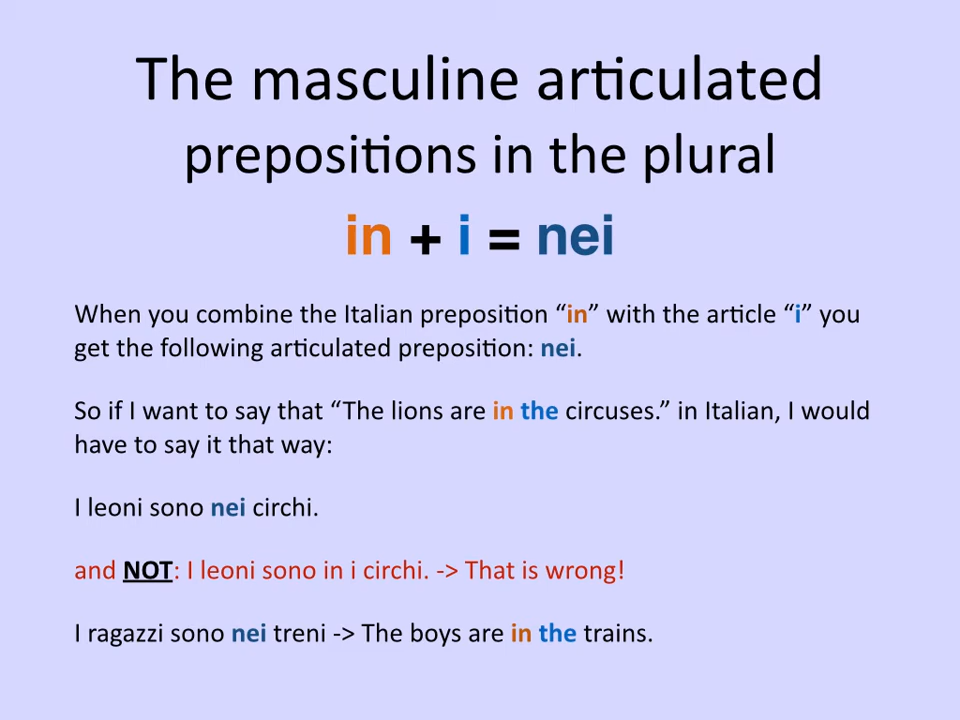 The masculine articulated
prepositions in the plural
in + i = nei
When you combine the Italian preposition “in” with the article “i” you
get the following articulated preposition: nei.
So if I want to say that “The lions are in the circuses.” in Italian, I would
have to say it that way:
I leoni sono nei circhi.
and NOT: I leoni sono in i circhi. -> That is wrong!
I ragazzi sono nei treni -> The boys are in the trains.